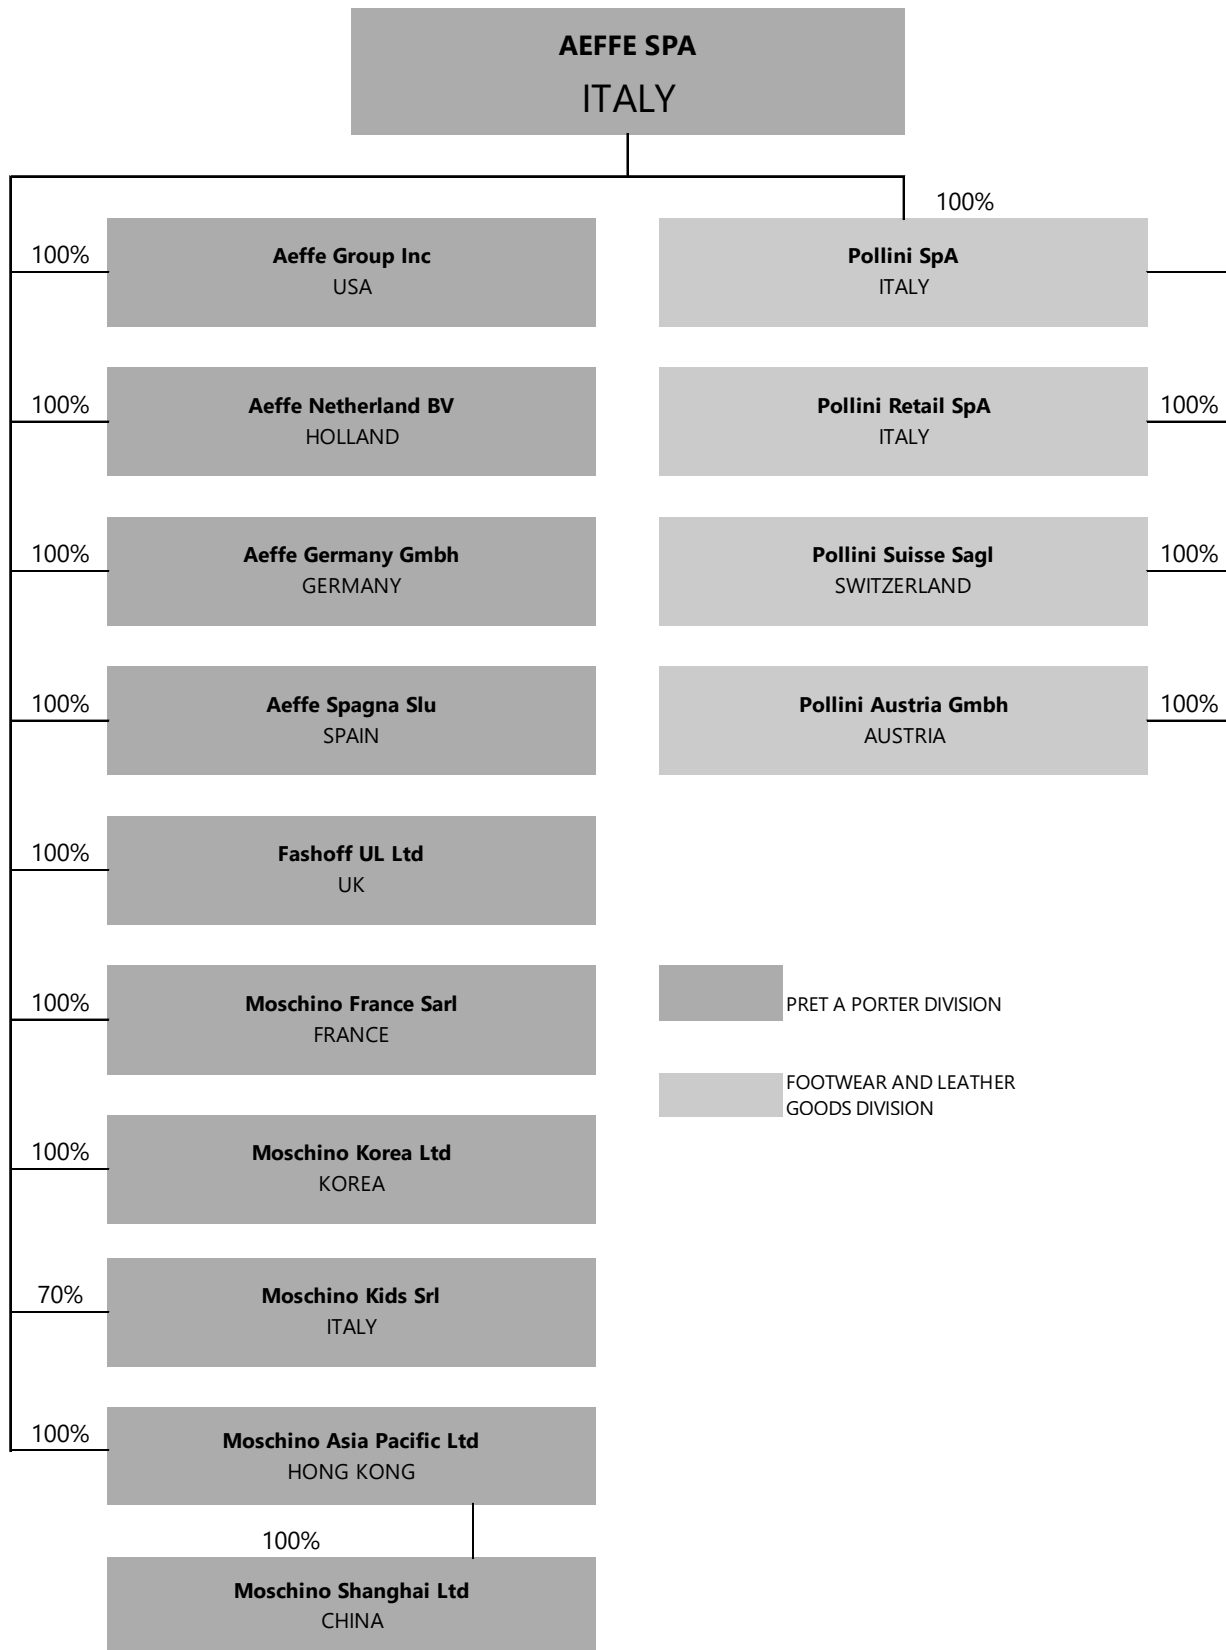 AEFFE SPA
ITALY
100%
100%
Aeffe Group Inc
USA
Pollini SpA
ITALY
100%
Aeffe Netherland BV
HOLLAND
Pollini Retail SpA
ITALY
100%
100%
Aeffe Germany Gmbh
GERMANY
Pollini Suisse Sagl
SWITZERLAND
100%
100%
Aeffe Spagna Slu
SPAIN
Pollini Austria Gmbh
AUSTRIA
100%
100%
Fashoff UL Ltd
UK
100%
Moschino France Sarl
FRANCE
PRET A PORTER DIVISION
FOOTWEAR AND LEATHER
GOODS DIVISION
100%
Moschino Korea Ltd
KOREA
70%
Moschino Kids Srl
ITALY
100%
Moschino Asia Pacific Ltd
HONG KONG
100%
Moschino Shanghai Ltd
CHINA